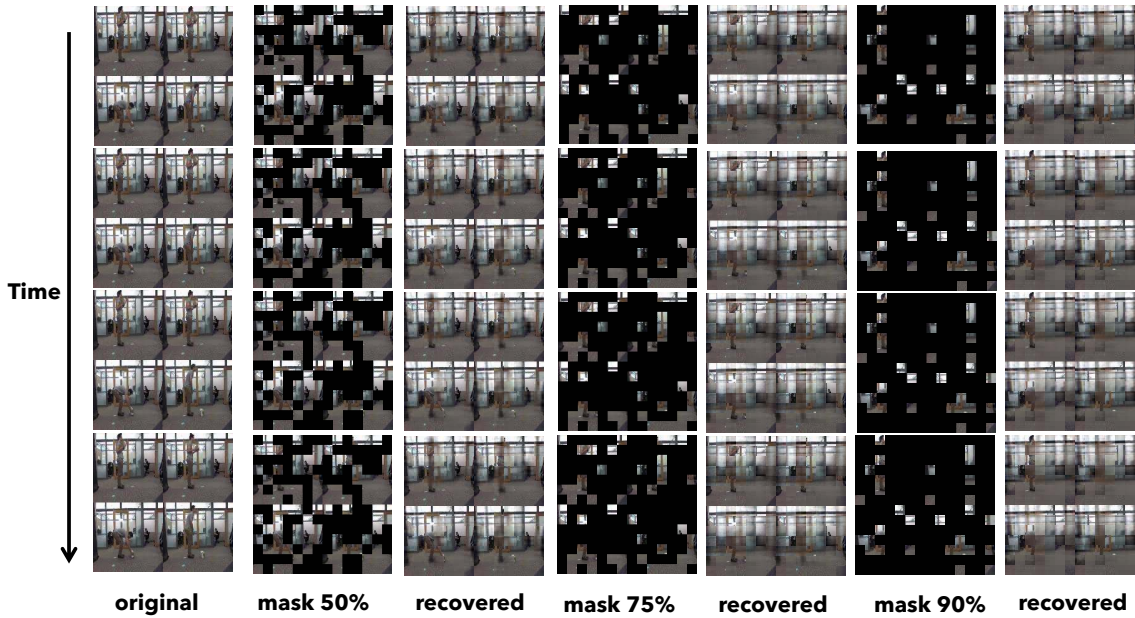 Time
original
mask 50%
recovered
mask 75%
recovered
mask 90%
recovered